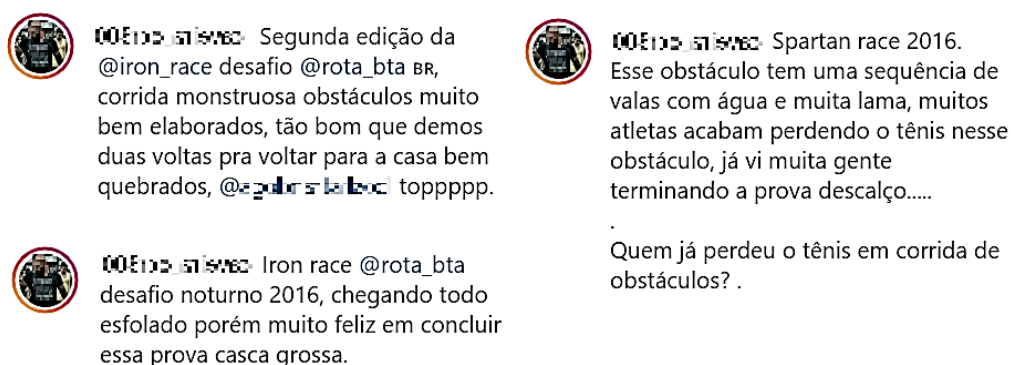 Segunda edição da
@iron_race desafio @rota_bta BR,
corrida monstruosa obstáculos muito
bem elaborados, tão bom que demos
duas voltas pra voltar para a casa bem
quebrados, @ toppppp.
Iron race @rota_bta
desafio noturno 2016, chegando todo
esfolado porém muito feliz em concluir
essa prova casca grossa.
Spartan race 2016.
Esse obstáculo tem uma sequência de
valas com água e muita lama, muitos
atletas acabam perdendo o tênis nesse
obstáculo, já vi muita gente
terminando a prova descalço.....
.
Quem já perdeu o tênis em corrida de
obstáculos? .